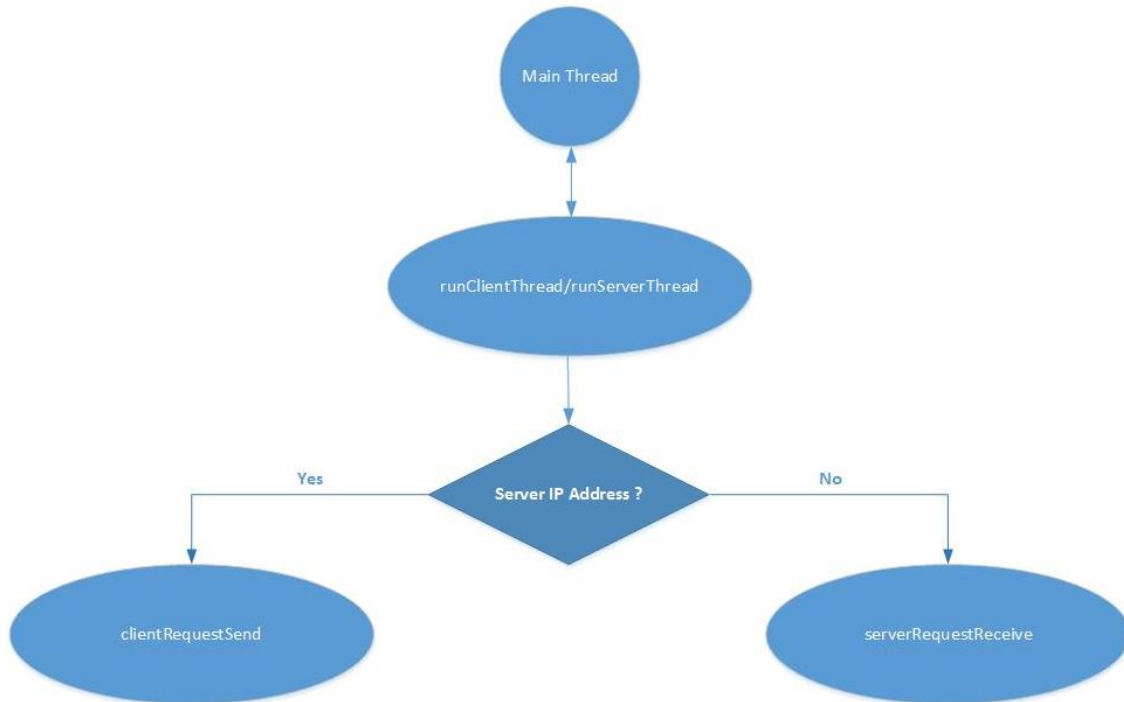 Main Thread
runClientThread/runServerThread
Yes
Server IP Address ?
No
clientRequestSend
serverRequestReceive